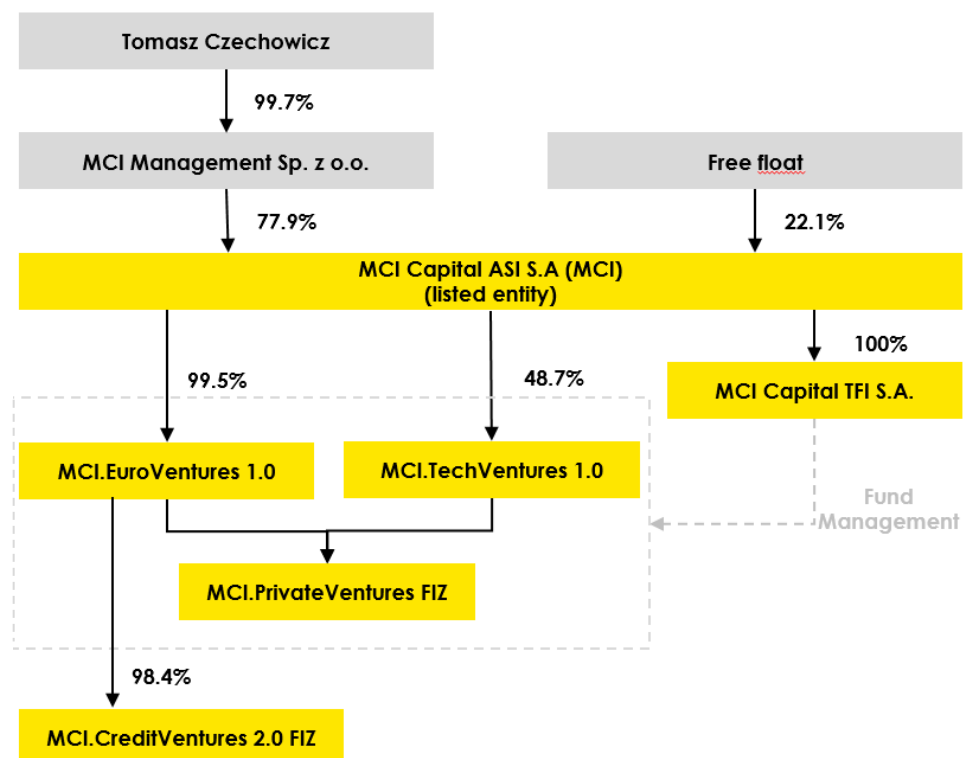 Tomasz Czechowicz
99.7%
MCI Management Sp. z o.o.
Free float
77.9%
22.1%
MCI Capital ASI S.A (MCI)
(listed entity)
99.5%
48.7%
100%
MCI Capital TFI S.A.
MCI.EuroVentures 1.0
MCI.TechVentures 1.0
Fund
Management
MCI.PrivateVentures FIZ
98.4%
MCI.CreditVentures 2.0 FIZ